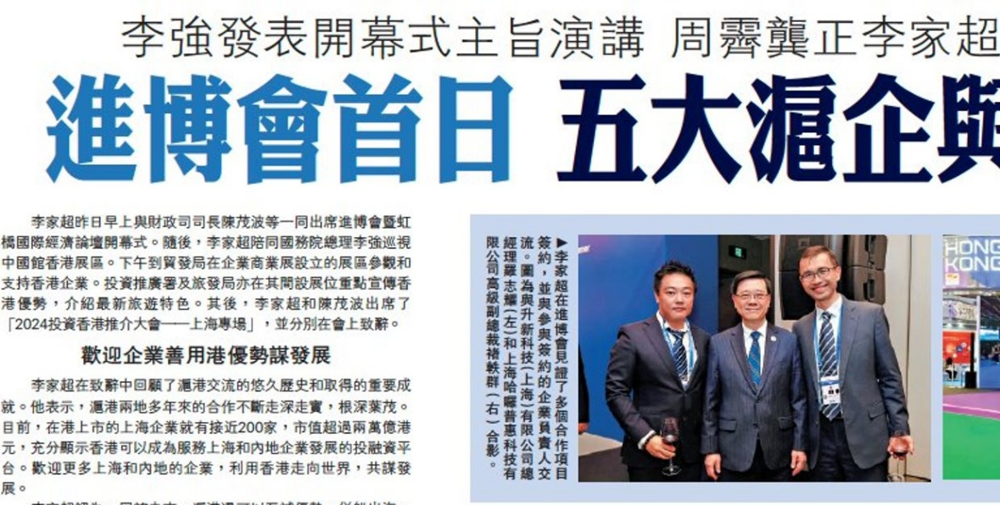 李強發表開幕式主旨演講 周霽龔正李家超
進博會首日 五大滬企與
李家超昨日早上與財政司司長陳茂波等一同出席進博會暨虹
橋國際經濟論壇開幕式。隨後，李家超陪同國務院總理李強巡視
中國館香港展區。下午到貿發局在企業商業展設立的展區參觀和
支持香港企業。投資推廣署及旅發局亦在其間設展位重點宣傳香
港優勢，介紹最新旅遊特色。其後，李家超和陳茂波出席了
「2024投資香港推介大會——上海專場」，並分別在會上致辭。
歡迎企業善用港優勢謀發展
李家超在致辭中回顧了滬港交流的悠久歷史和取得的重要成
就。他表示，滬港兩地多年來的合作不斷走深走實，根深葉茂。
目前，在港上市的上海企業就有接近200家，市值超過兩萬億港
元，充分顯示香港可以成為服務上海和內地企業發展的投融資平
台。歡迎更多上海和內地的企業，利用香港走向世界，共謀發
展。
▶李家超在進博會見證了多個合作項目
簽約，並與參與簽約的企業負責人交
流。圖為與升新科技（上海）有限公司總
經理羅志耀（左）和上海哈囉普惠科技有
限公司高級副總裁褚軼群（右）合影。
HONG
KONG